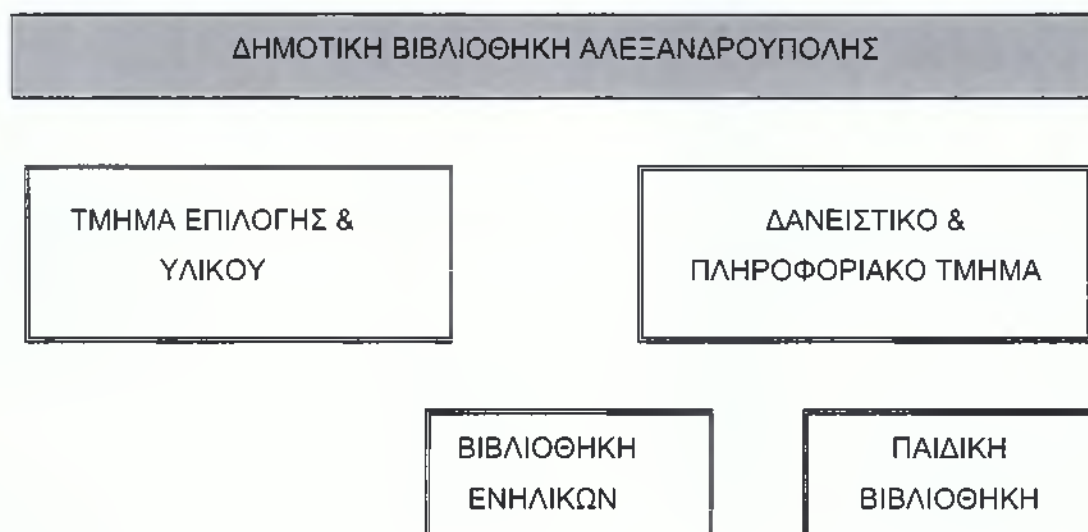 ΔΗΜΟΤΙΚΗ ΒΙΒΛΙΟΘΗΚΗ ΑΛΕΞΑΝΔΡΟΥΠΟΛΗΣ
ΤΜΗΜΑ ΕΠΙΛΟΓΗΣ &
ΥΛΙΚΟΥ
ΔΑΝΕΙΣΤΙΚΟ &
ΠΛΗΡΟΦΟΡΙΑΚΟ ΤΜΗΜΑ
ΒΙΒΛΙΟΘΗΚΗ
ΕΝΗΛΙΚΩΝ
ΠΑΙΔΙΚΗ
ΒΙΒΛΙΟΘΗΚΗ